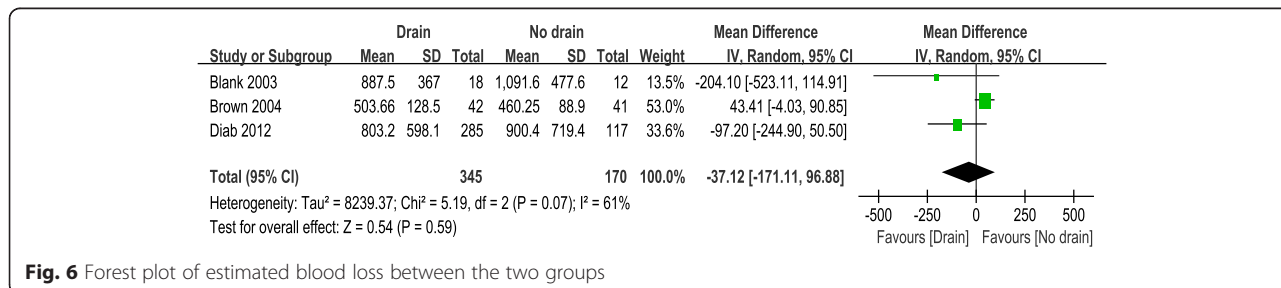 Drain No drain Mean Difference Mean Difference
Study or Subgroup Mean SD Total Mean SD Total Weight IV, Random, 95% CI IV, Random, 95% CI
Blank 2003 887.5 367 18 1,091.6 477.6 12 13.5% -204.10 [-523.11, 114.91]
Brown 2004 503.66 128.5 42 460.25 88.9 41 53.0% 43.41 [-4.03, 90.85]
Diab 2012 803.2 598.1 285 900.4 719.4 117 33.6% -97.20 [-244.90, 50.50]
Total (95% CI) 345 170 100.0% -37.12 [-171.11, 96.88]
Heterogeneity: Tau² = 8239.37; Chi² = 5.19, df = 2 (P = 0.07); I² = 61%
Test for overall effect: Z = 0.54 (P = 0.59)
-500 -250 0 250 500
Favours [Drain] Favours [No drain]
Fig. 6 Forest plot of estimated blood loss between the two groups